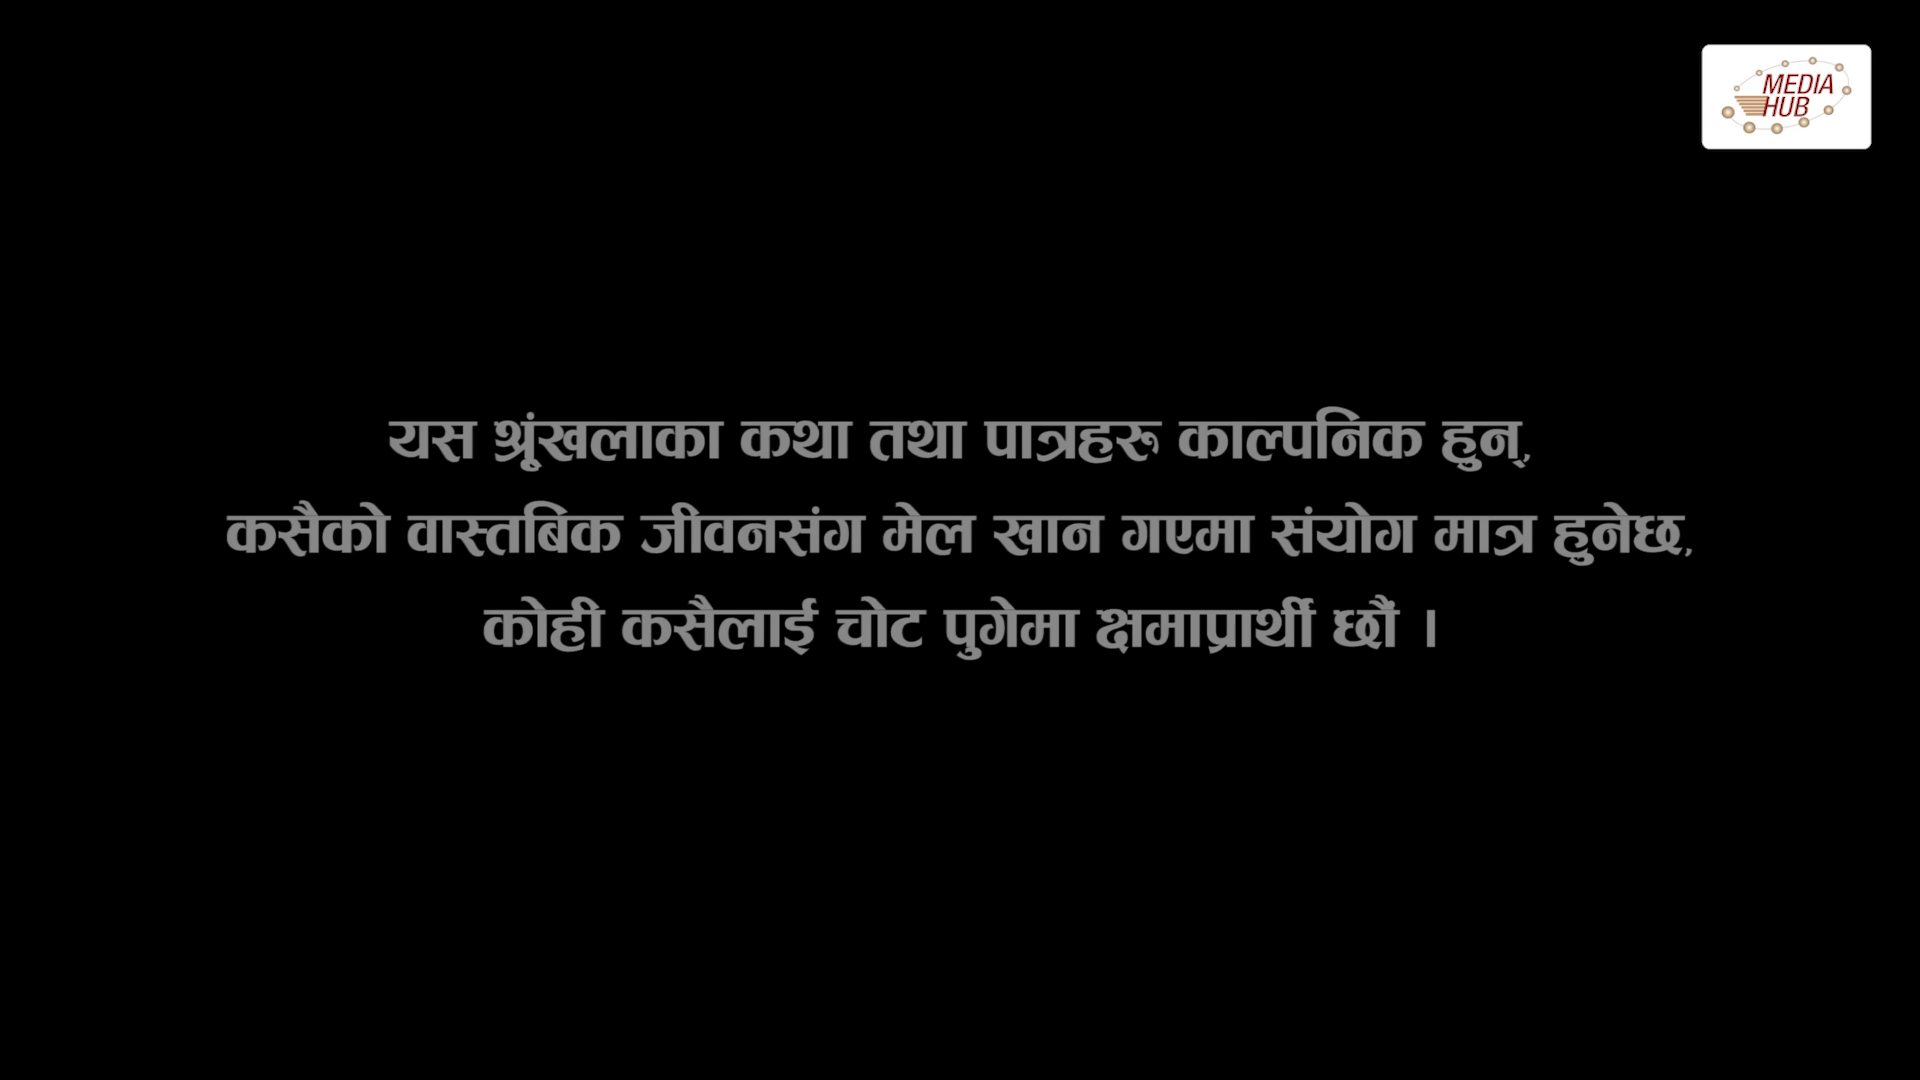 MEDIA
HUB
यस श्रृंखलाका कथा तथा पात्रहरु काल्पनिक हुन्,
कसैको वास्तबिक जीवनसंग मेल खान गएमा संयोग मात्र हुनेछ,
कोही कसैलाई चोट पुगेमा क्षमाप्रार्थी छौं ।